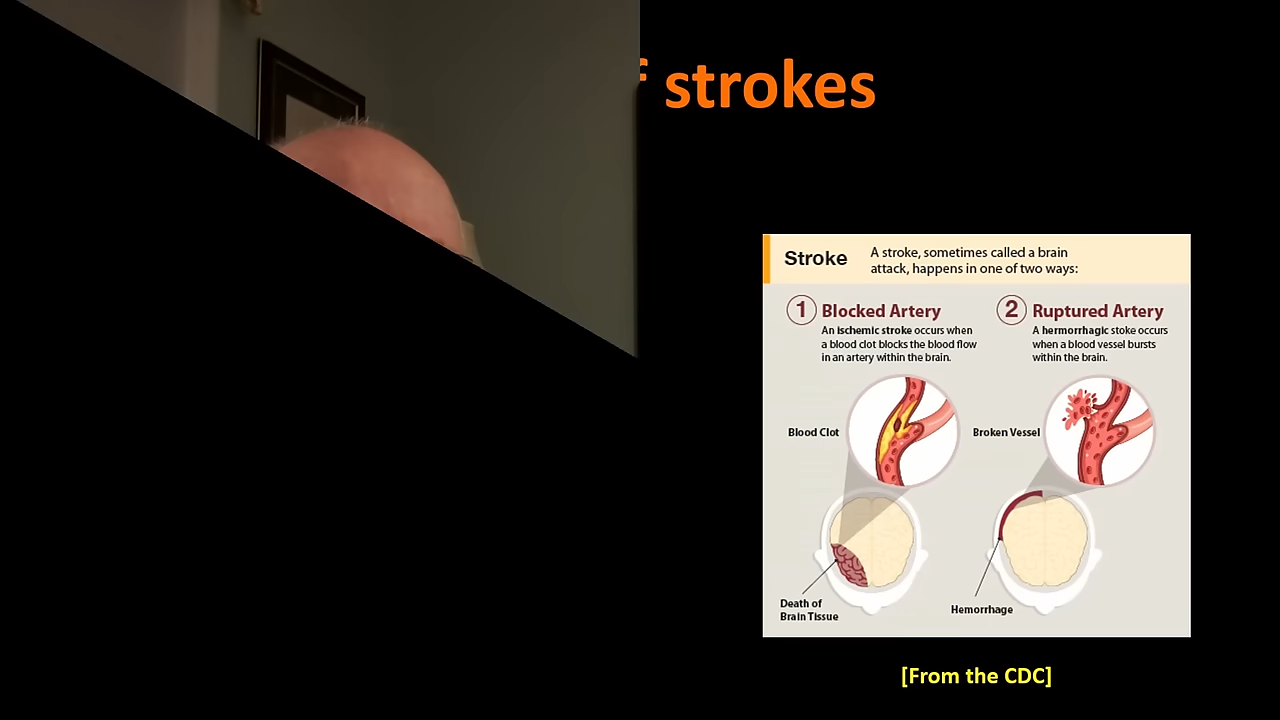 strokes
Stroke
A stroke, sometimes called a brain
attack, happens in one of two ways:
1 Blocked Artery
An ischemic stroke occurs when
a blood clot blocks the blood flow
in an artery within the brain.
2 Ruptured Artery
A hemorrhagic stoke occurs
when a blood vessel bursts
within the brain.
Blood Clot
Broken Vessel
Death of
Brain Tissue
Hemorrhage
[From the CDC]